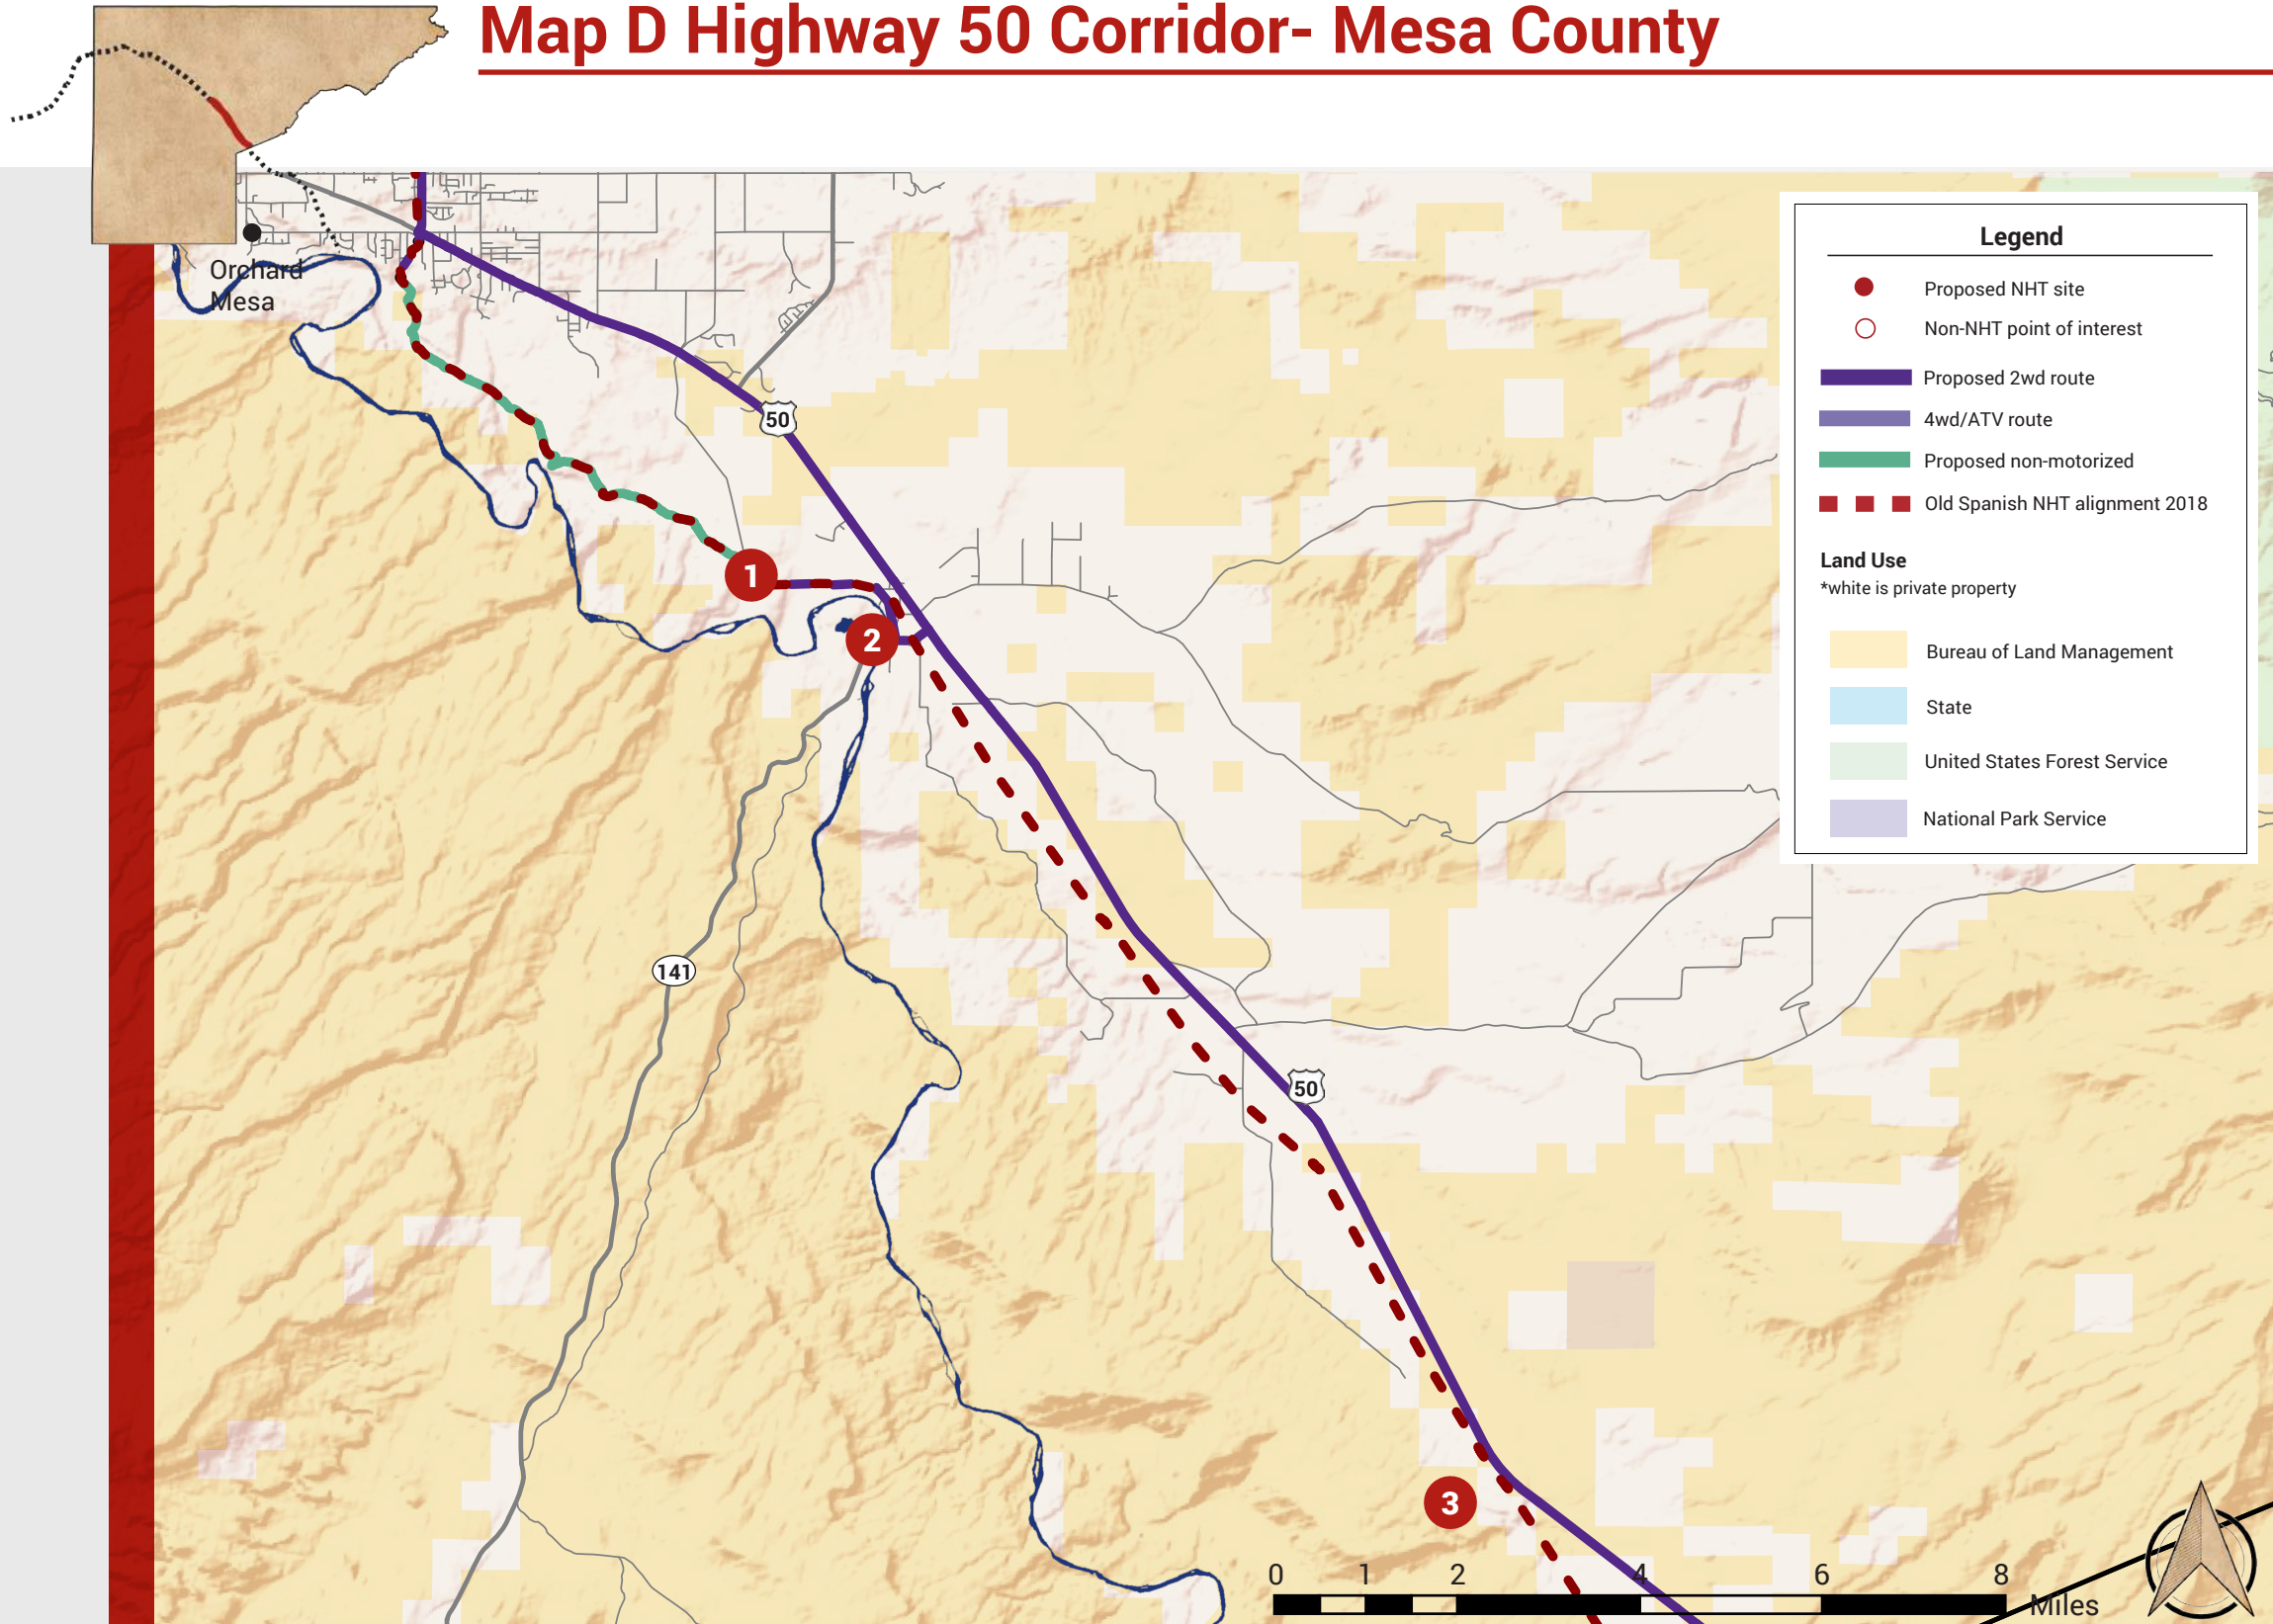 Map D Highway 50 Corridor- Mesa County
Orchard
Mesa
50
1
2
141
50
3
Legend
Proposed NHT site
Non-NHT point of interest
Proposed 2wd route
4wd/ATV route
Proposed non-motorized
Old Spanish NHT alignment 2018
Land Use
*white is private property
Bureau of Land Management
State
United States Forest Service
National Park Service
0 1 2 4 6 8
Miles